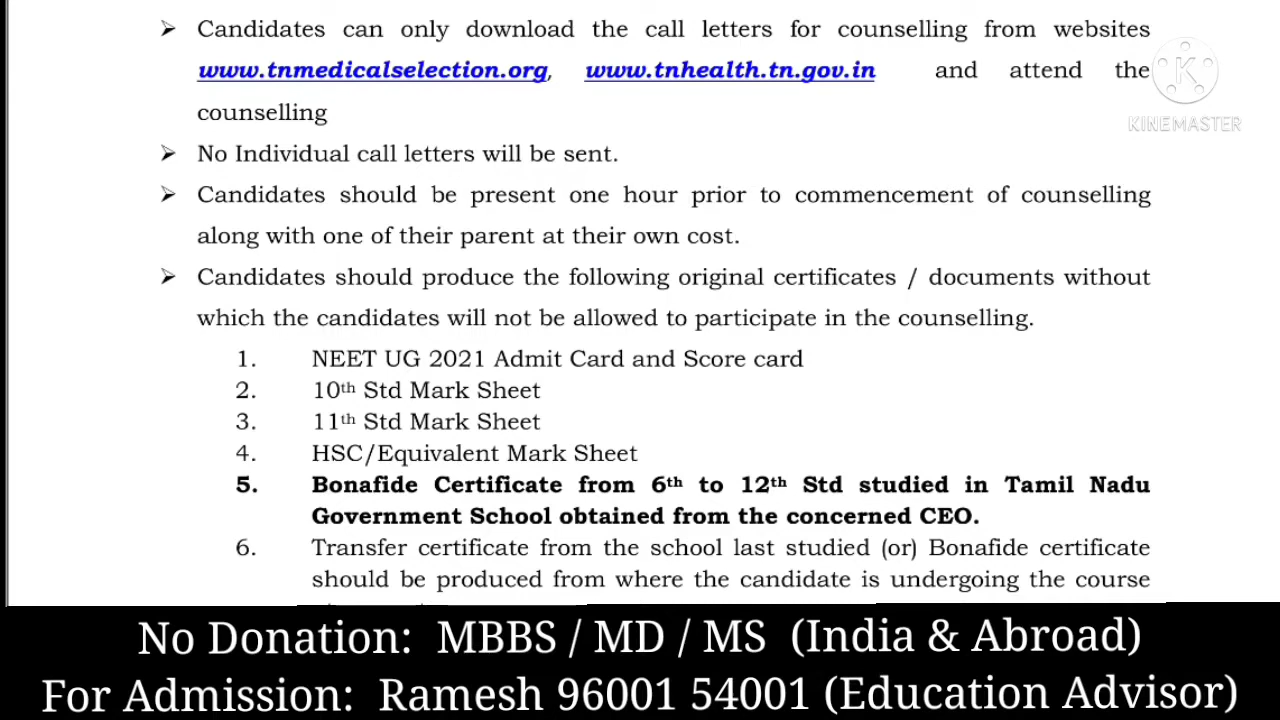 ➢ Candidates can only download the call letters for counselling from websites
www.tnmedicalselection.org, www.tnhealth.tn.gov.in and attend the
counselling
KINEMASTER
➢ No Individual call letters will be sent.
➢ Candidates should be present one hour prior to commencement of counselling
along with one of their parent at their own cost.
➢ Candidates should produce the following original certificates / documents without
which the candidates will not be allowed to participate in the counselling.
1. NEET UG 2021 Admit Card and Score card
2. 10th Std Mark Sheet
3. 11th Std Mark Sheet
4. HSC/Equivalent Mark Sheet
5. Bonafide Certificate from 6th to 12th Std studied in Tamil Nadu
Government School obtained from the concerned CEO.
6. Transfer certificate from the school last studied (or) Bonafide certificate
should be produced from where the candidate is undergoing the course
No Donation: MBBS / MD / MS (India & Abroad)
For Admission: Ramesh 96001 54001 (Education Advisor)